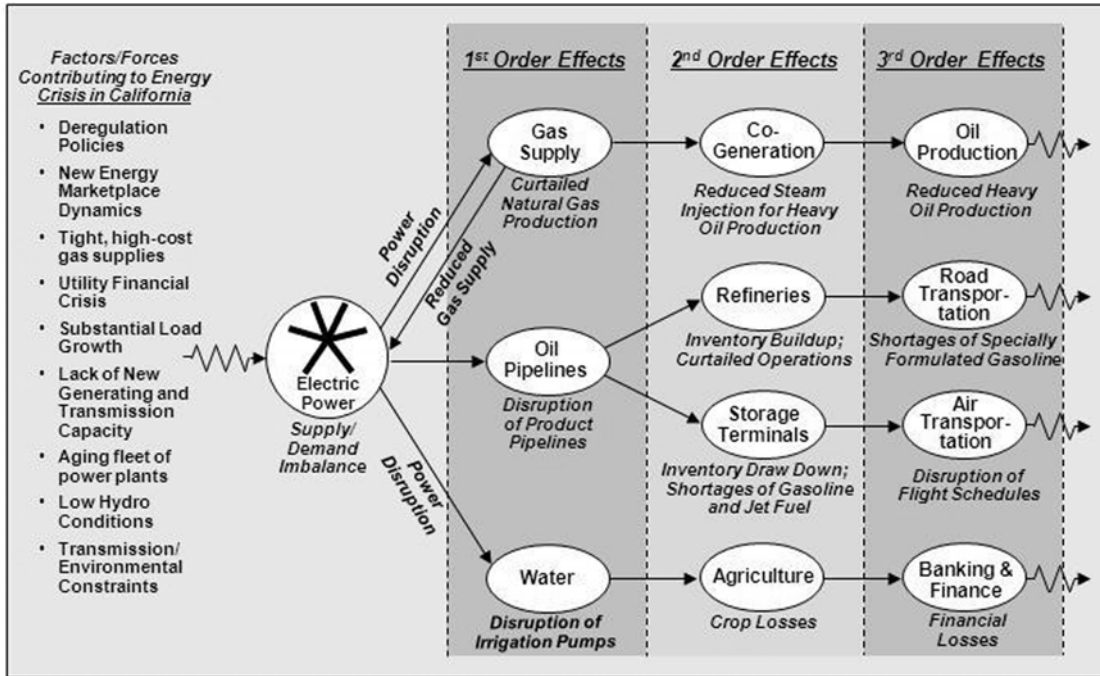 Factors/Forces
Contributing to Energy
Crisis in California
• Deregulation
Policies
• New Energy
Marketplace
Dynamics
• Tight, high-cost
gas supplies
• Utility Financial
Crisis
• Substantial Load
Growth
• Lack of New
Generating and
Transmission
Capacity
• Aging fleet of
power plants
• Low Hydro
Conditions
• Transmission/
Environmental
Constraints
Electric
Power
Supply/
Demand
Imbalance
Power
Disruption
Reduced
Gas Supply
Power
Disruption
1st Order Effects
Gas
Supply
Curtailed
Natural Gas
Production
Oil
Pipelines
Disruption
of Product
Pipelines
Water
Disruption of
Irrigation Pumps
2nd Order Effects
Co-
Generation
Reduced Steam
Injection for Heavy
Oil Production
Refineries
Inventory Buildup;
Curtailed Operations
Storage
Terminals
Inventory Draw Down;
Shortages of Gasoline
and Jet Fuel
Agriculture
Crop Losses
3rd Order Effects
Oil
Production
Reduced Heavy
Oil Production
Road
Transpor-
tation
Shortages of Specially
Formulated Gasoline
Air
Transpor-
tation
Disruption of
Flight Schedules
Banking &
Finance
Financial
Losses